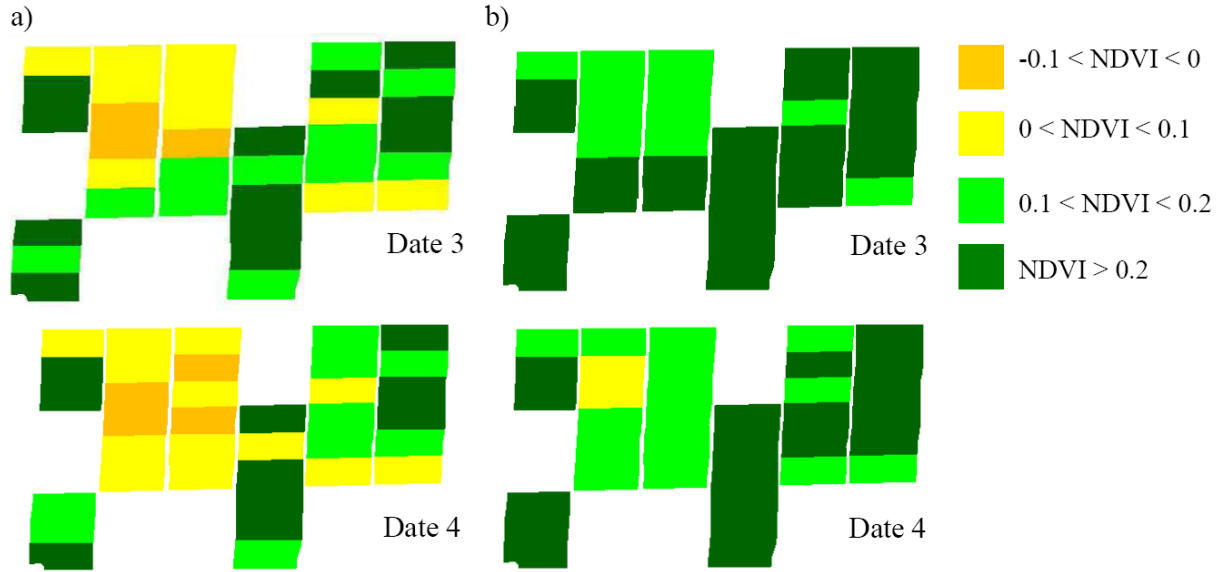 a)
b)
-0.1 < NDVI < 0
0 < NDVI < 0.1
0.1 < NDVI < 0.2
NDVI > 0.2
Date 3
Date 3
Date 4
Date 4